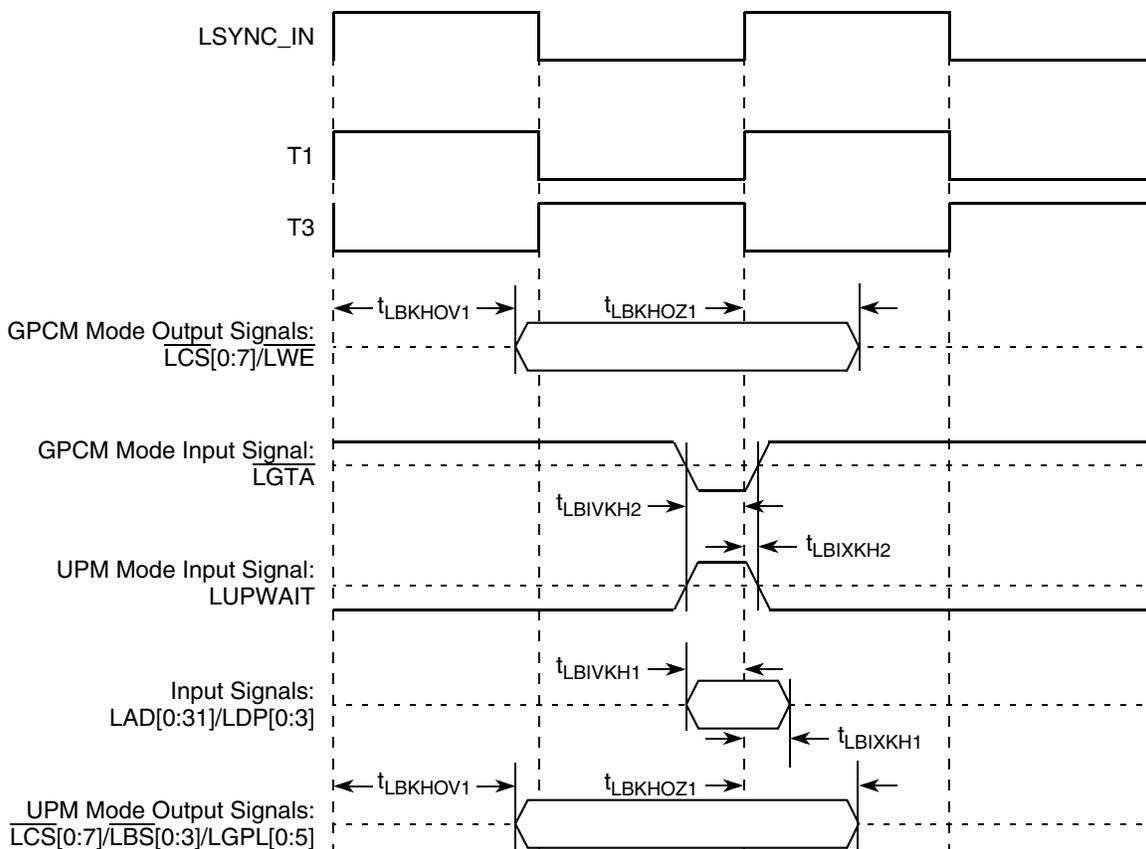 LSYNC_IN
T1
T3
tLBKHOV1
tLBKHOZ1
GPCM Mode Output Signals:
LCS[0:7]/LWE
GPCM Mode Input Signal:
LGTA
tLBIVKH2
tLBIXKH2
UPM Mode Input Signal:
LUPWAIT
tLBIVKH1
Input Signals:
LAD[0:31]/LDP[0:3]
tLBIXKH1
tLBKHOV1
tLBKHOZ1
UPM Mode Output Signals:
LCS[0:7]/LBS[0:3]/LGPL[0:5]